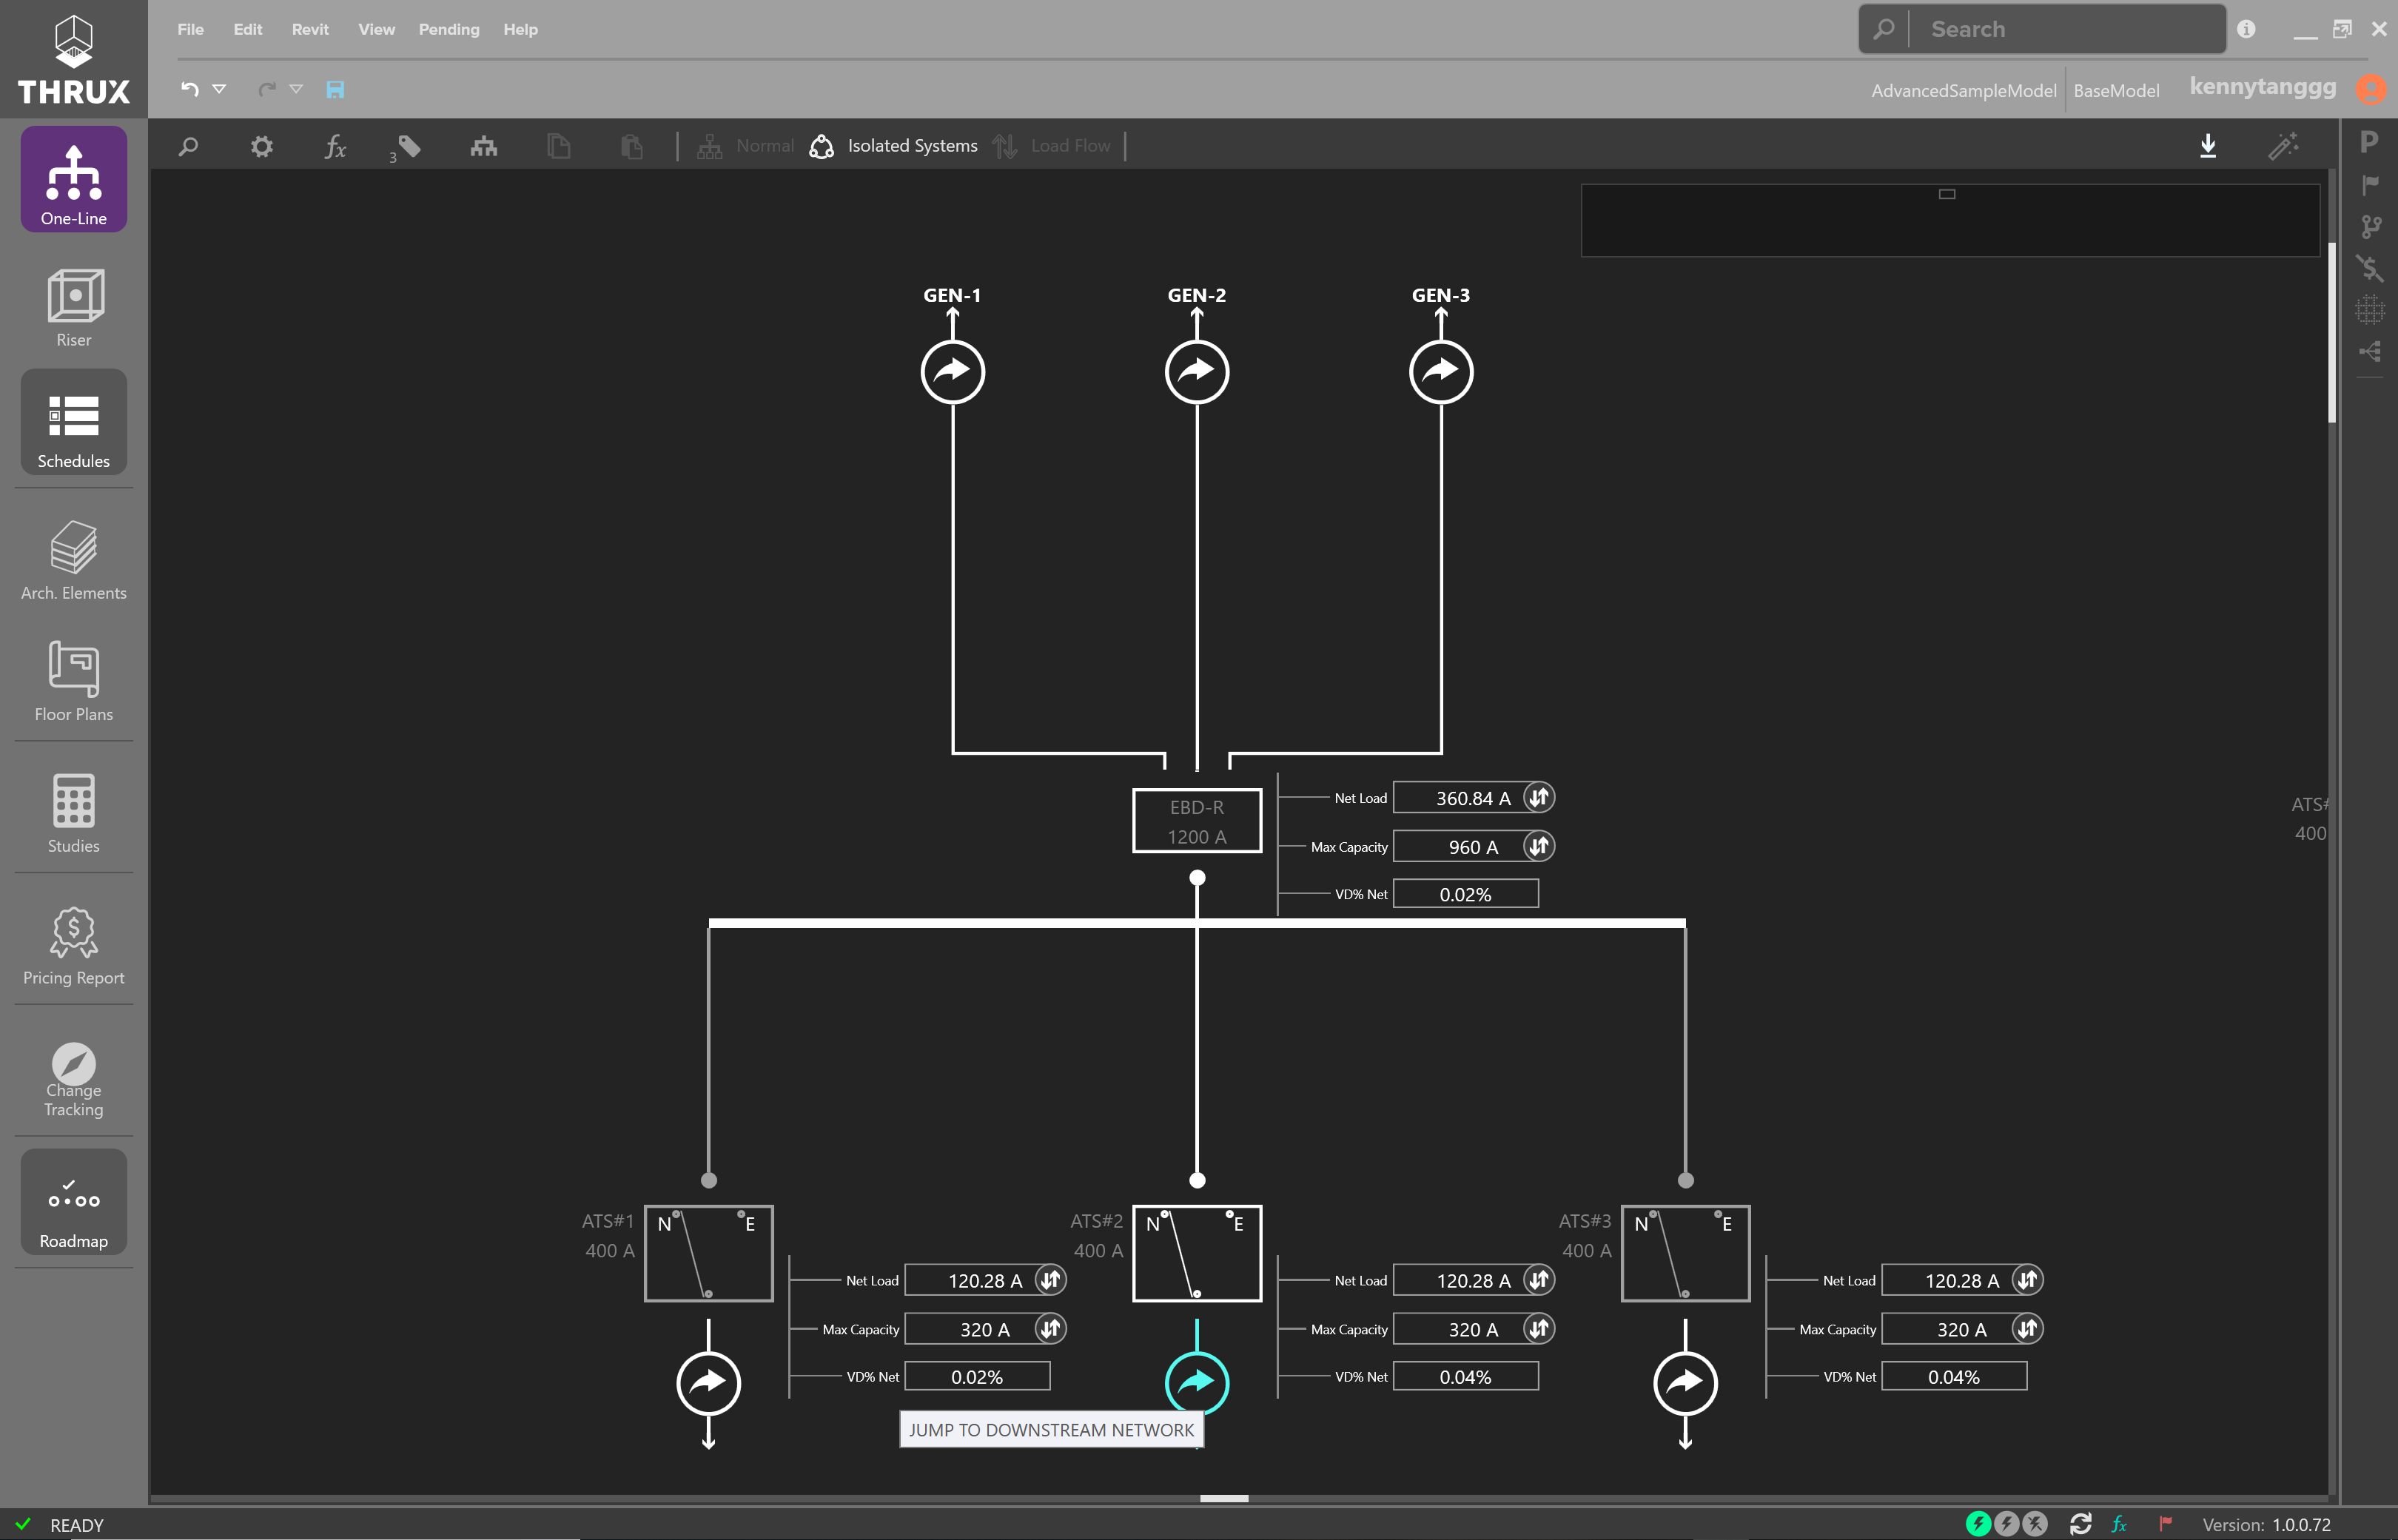 THRUX
File Edit Revit View Pending Help
Search
AdvancedSampleModel BaseModel kennytanggg
One-Line
Riser
Schedules
Arch. Elements
Floor Plans
Studies
Pricing Report
Change
Tracking
Roadmap
fx 3 Normal Isolated Systems Load Flow
P
GEN-1 GEN-2 GEN-3
EBD-R
1200 A
Net Load 360.84 A
Max Capacity 960 A
VD% Net 0.02%
ATS#
400
ATS#1
400 A
N E
Net Load 120.28 A
Max Capacity 320 A
VD% Net 0.02%
ATS#2
400 A
N E
Net Load 120.28 A
Max Capacity 320 A
VD% Net 0.04%
ATS#3
400 A
N E
Net Load 120.28 A
Max Capacity 320 A
VD% Net 0.04%
JUMP TO DOWNSTREAM NETWORK
READY
fx
Version: 1.0.0.72